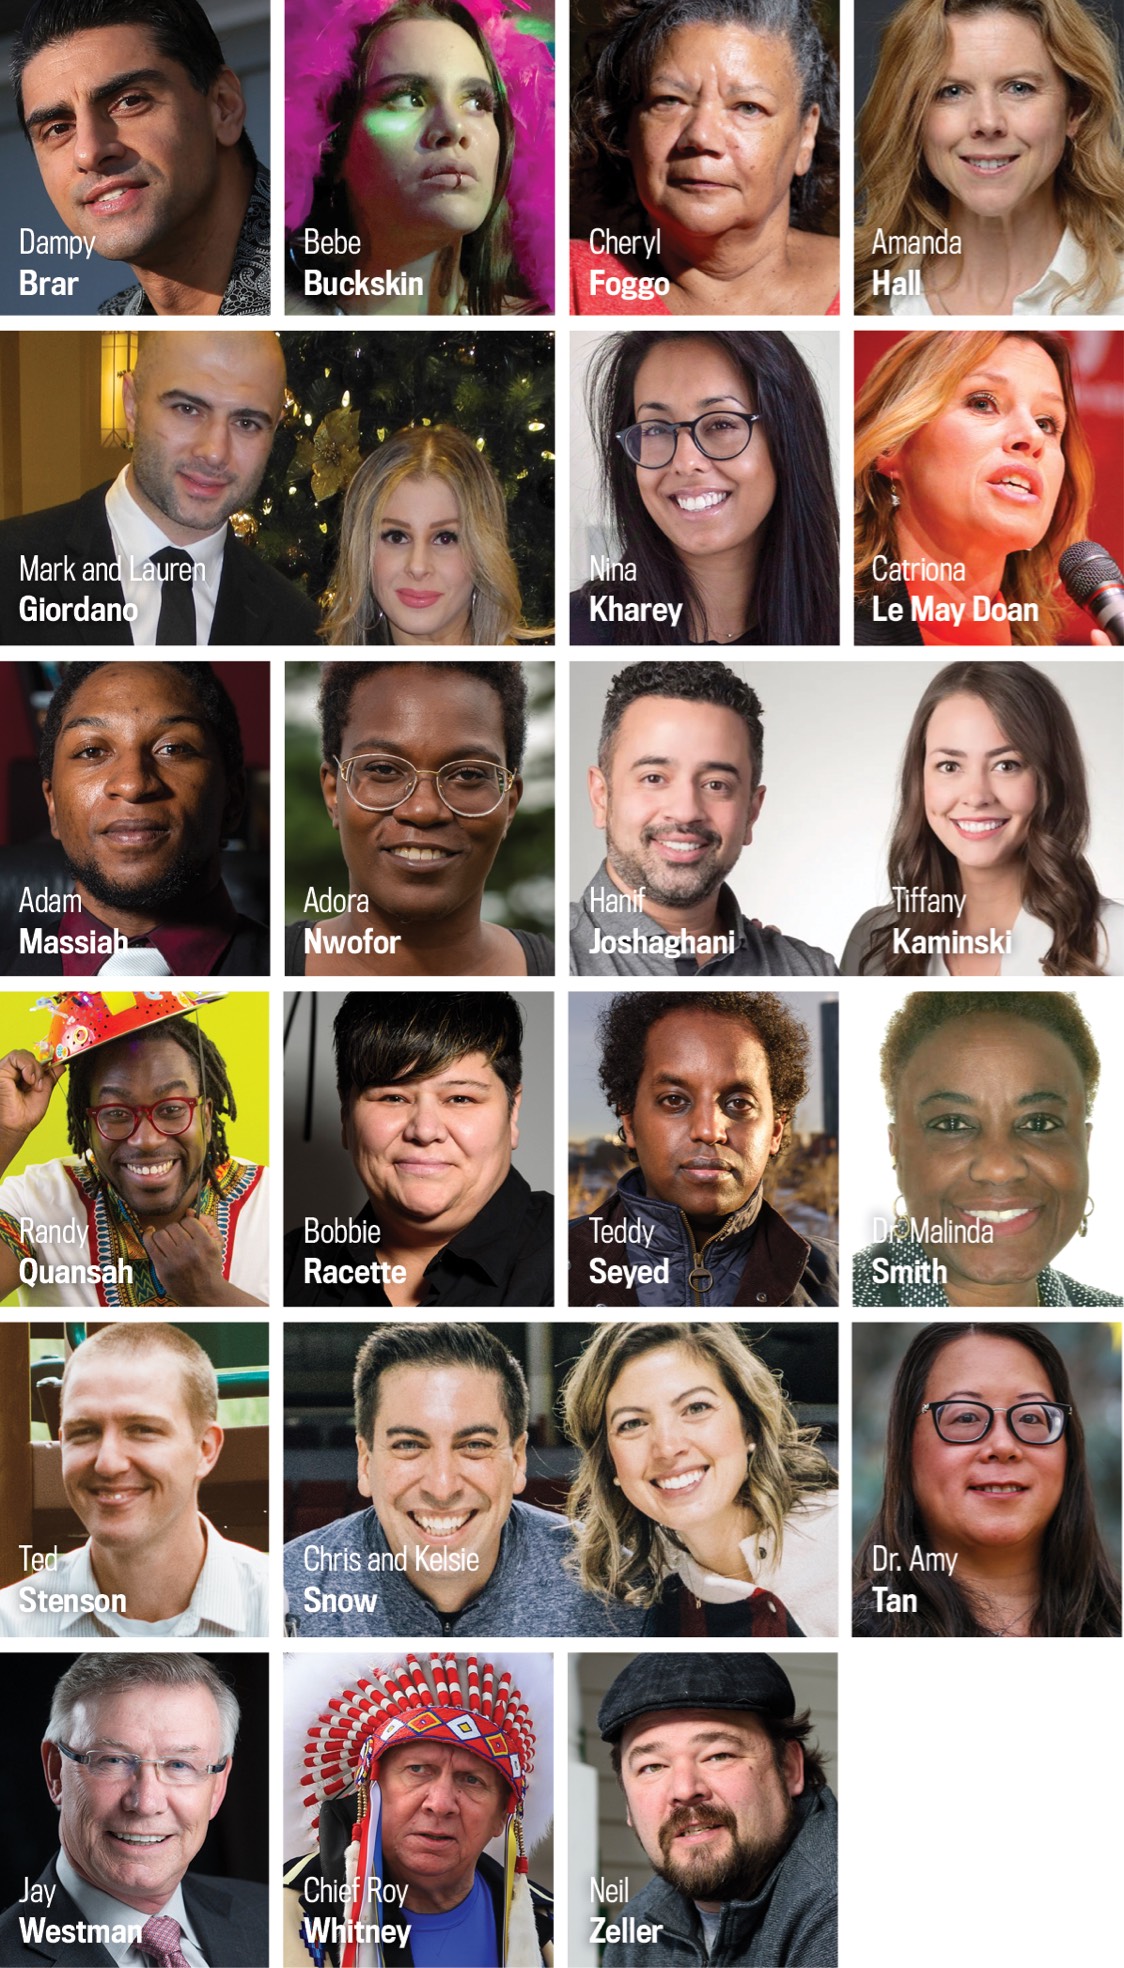 Dampy
Brar
Bebe
Buckskin
Cheryl
Foggo
Amanda
Hall
Mark and Lauren
Giordano
Nina
Kharey
Catriona
Le May Doan
Adam
Massiah
Adora
Nwofor
Hanif
Joshaghani
Tiffany
Kaminski
Randy
Quansah
Bobbie
Racette
Teddy
Seyed
Dr. Malinda
Smith
Ted
Stenson
Chris and Kelsie
Snow
Dr. Amy
Tan
Jay
Westman
Chief Roy
Whitney
Neil
Zeller